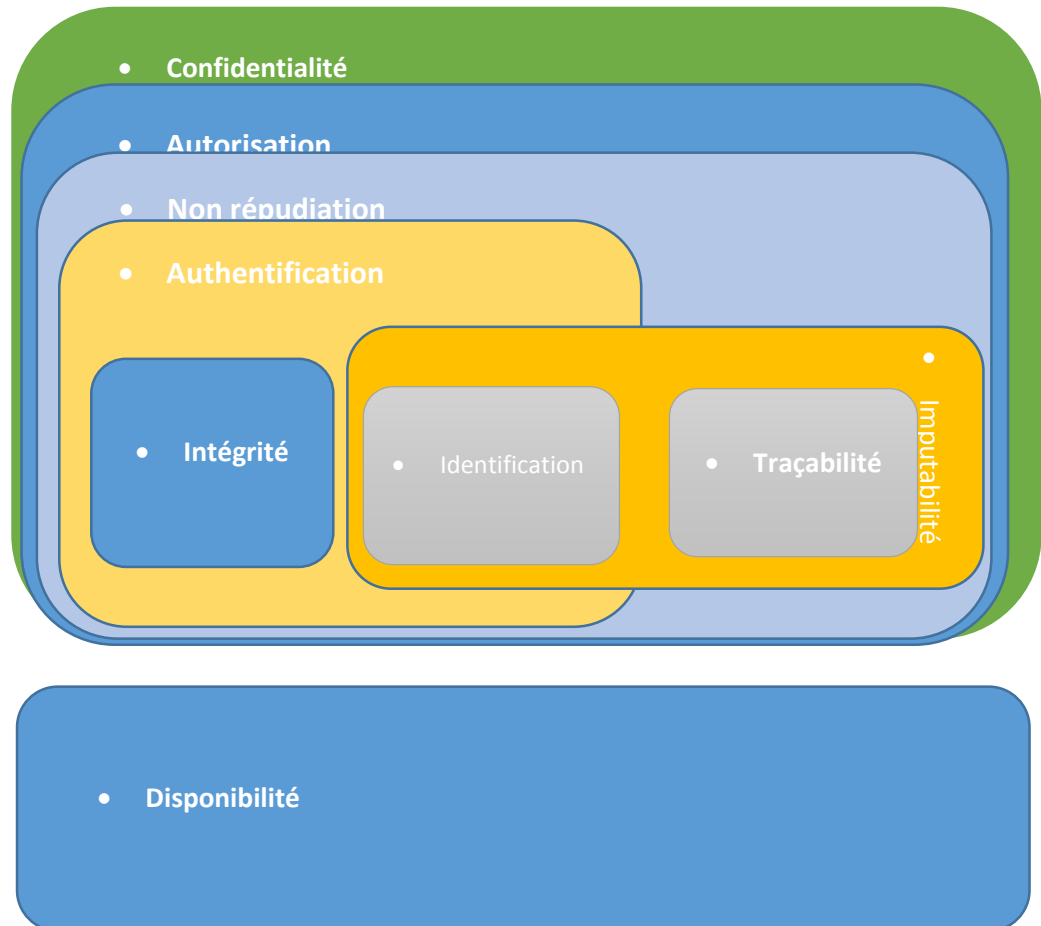 • Confidentialité
• Autorisation
• Non répudiation
• Authentification
• Imputabilité
• Intégrité
• Identification
• Traçabilité
• Disponibilité